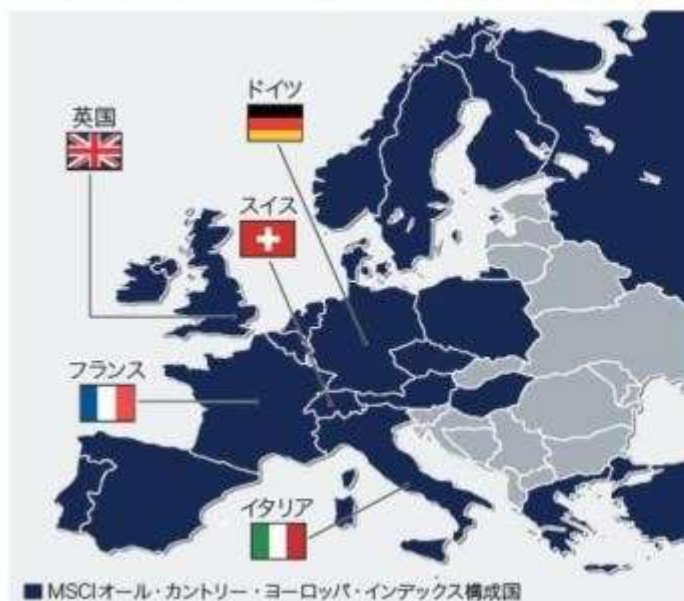 ドイツ
英国
スイス
フランス
イタリア
■ MSCIオール・カントリー・ヨーロッパ・インデックス構成国